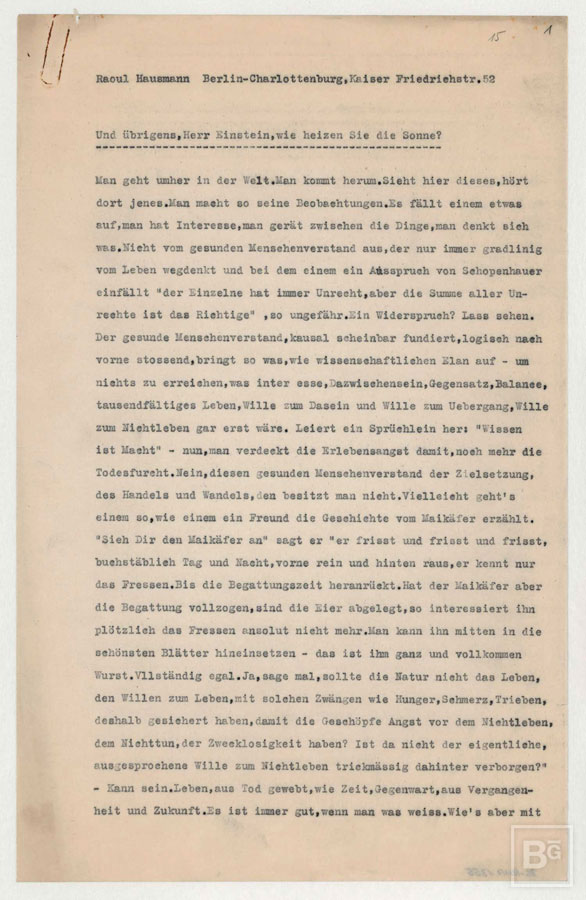 15
1
Raoul Hausmann Berlin-Charlottenburg,Kaiser Friedrichstr.52
Und übrigens,Herr Einstein,wie heizen Sie die Sonne?
Man geht umher in der Welt.Man kommt herum.Sieht hier dieses,hört
dort jenes.Man macht so seine Beobachtungen.Es fällt einem etwas
auf,man hat Interesse,man gerät zwischen die Dinge,man denkt sich
was.Nicht vom gesunden Menschenverstand aus,der nur immer gradlinig
vom Leben wegdenkt und bei dem einem ein Ausspruch von Schopenhauer
einfällt "der Einzelne hat immer Unrecht,aber die Summe aller Un-
rechte ist das Richtige" ,so ungefähr.Ein Widerspruch? Lass sehen.
Der gesunde Menschenverstand,kausal scheinbar fundiert,logisch nach
vorne stossend,bringt so was,wie wissenschaftlichen Elan auf - um
nichts zu erreichen,was inter esse,Dazwischensein,Gegensatz,Balance,
tausendfältiges Leben,Wille zum Dasein und Wille zum Uebergang,Wille
zum Nichtleben gar erst wäre. Leiert ein Sprüchlein her: "Wissen
ist Macht" - nun,man verdeckt die Erlebensangst damit,noch mehr die
Todesfurcht.Nein,diesen gesunden Menschenverstand der Zielsetzung,
des Handels und Wandels,den besitzt man nicht.Vielleicht geht's
einem so,wie einem ein Freund die Geschichte vom Maikäfer erzählt.
"Sieh Dir den Maikäfer an" sagt er "er frisst und frisst und frisst,
buchstäblich Tag und Nacht,vorne rein und hinten raus,er kennt nur
das Fressen.Bis die Begattungszeit heranrückt.Hat der Maikäfer aber
die Begattung vollzogen,sind die Eier abgelegt,so interessiert ihn
plötzlich das Fressen ansolut nicht mehr.Man kann ihn mitten in die
schönsten Blätter hineinsetzen - das ist ihm ganz und vollkommen
Wurst.Vllständig egal.Ja,sage mal,sollte die Natur nicht das Leben,
den Willen zum Leben,mit solchen Zwängen wie Hunger,Schmerz,Trieben,
deshalb gesichert haben,damit die Geschöpfe Angst vor dem Nichtleben,
dem Nichttun,der Zwecklosigkeit haben? Ist da nicht der eigentliche,
ausgesprochene Wille zum Nichtleben trickmässig dahinter verborgen?"
- Kann sein.Leben,aus Tod gewebt,wie Zeit,Gegenwart,aus Vergangen-
heit und Zukunft.Es ist immer gut,wenn man was weiss.Wie's aber mit
BG